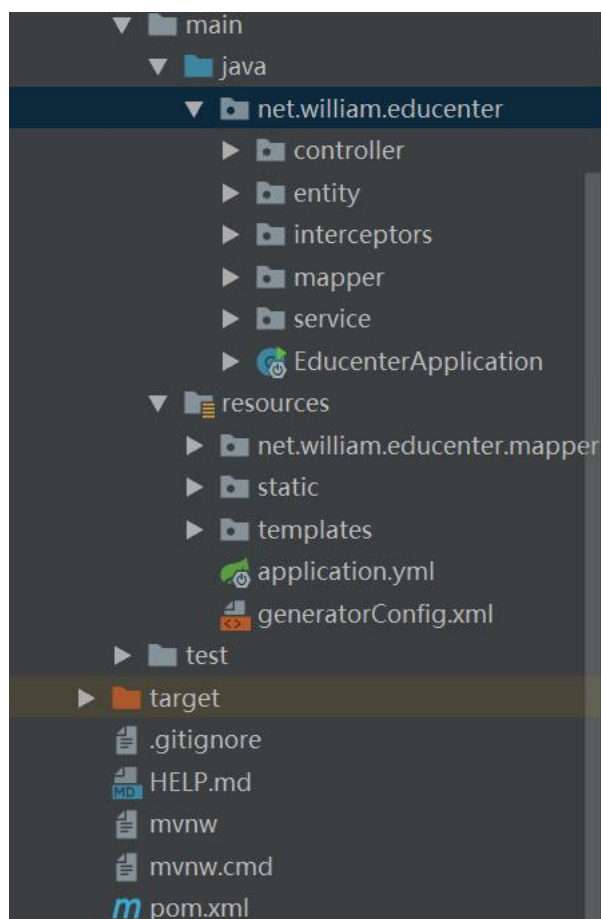 main
java
net.william.educenter
controller
entity
interceptors
mapper
service
EducenterApplication
resources
net.william.educenter.mapper
static
templates
application.yml
generatorConfig.xml
test
target
.gitignore
MD HELP.md
mvnw
mvnw.cmd
m pom.xml